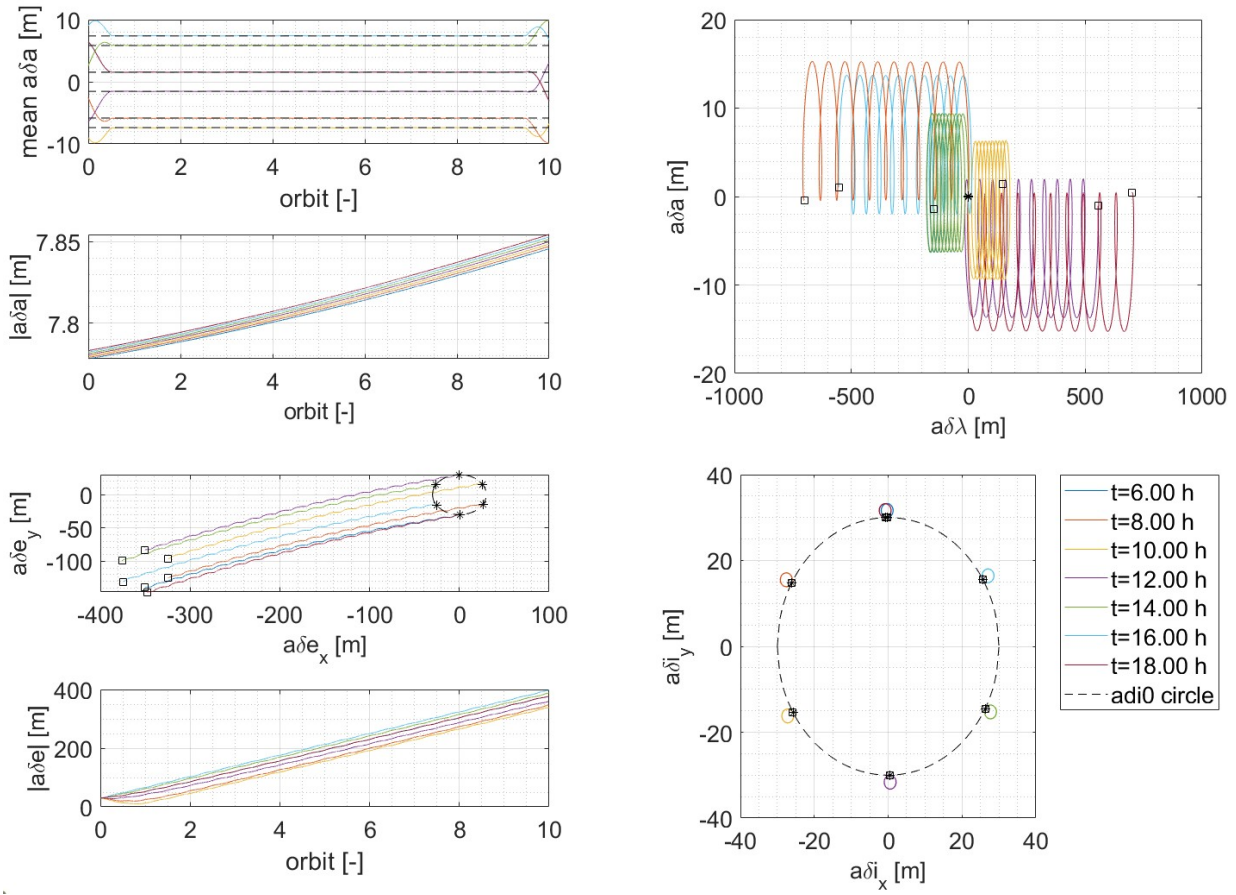 mean aδa [m]
10
0
-10
0 2 4 6 8 10
orbit [-]
|aδa| [m]
7.85
7.8
0 2 4 6 8 10
orbit [-]
aδe_y [m]
0
-50
-100
-400 -300 -200 -100 0 100
aδe_x [m]
|aδe| [m]
400
200
0
0 2 4 6 8 10
orbit [-]
aδa [m]
20
10
0
-10
-20
-1000 -500 0 500 1000
aδλ [m]
aδi_y [m]
40
30
20
10
0
-10
-20
-30
-40
-40 -20 0 20 40
aδi_x [m]
t=6.00 h
t=8.00 h
t=10.00 h
t=12.00 h
t=14.00 h
t=16.00 h
t=18.00 h
adi0 circle